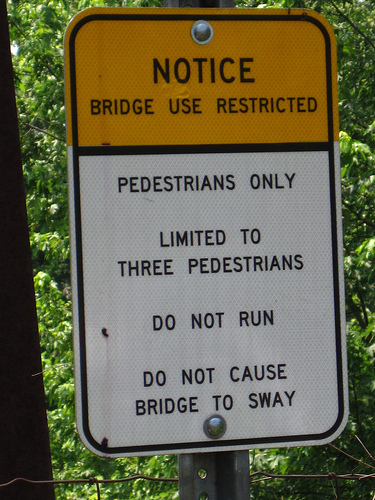 NOTICE
BRIDGE USE RESTRICTED
PEDESTRIANS ONLY
LIMITED TO
THREE PEDESTRIANS
DO NOT RUN
DO NOT CAUSE
BRIDGE TO SWAY